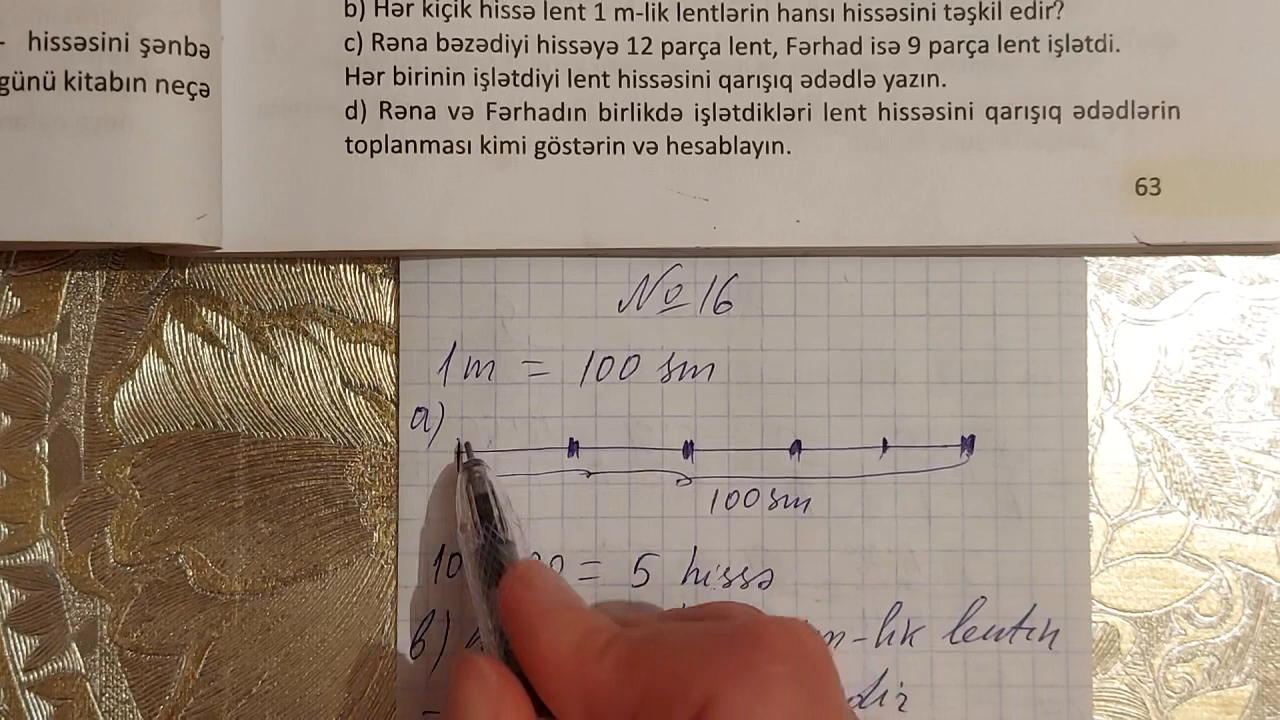 - hissəsini şənbə
günü kitabın neçə
b) Hər kiçik hissə lent 1 m-lik lentlərin hansı hissəsini təşkil edir?
c) Rəna bəzədiyi hissəyə 12 parça lent, Fərhad isə 9 parça lent işlətdi.
Hər birinin işlətdiyi lent hissəsini qarışıq ədədlə yazın.
d) Rəna və Fərhadın birlikdə işlətdikləri lent hissəsini qarışıq ədədlərin
toplanması kimi göstərin və hesablayın.
63
№ 16
1m = 100 sm
a)
100 sm
= 5 hissə
b) -lik lentin
dir